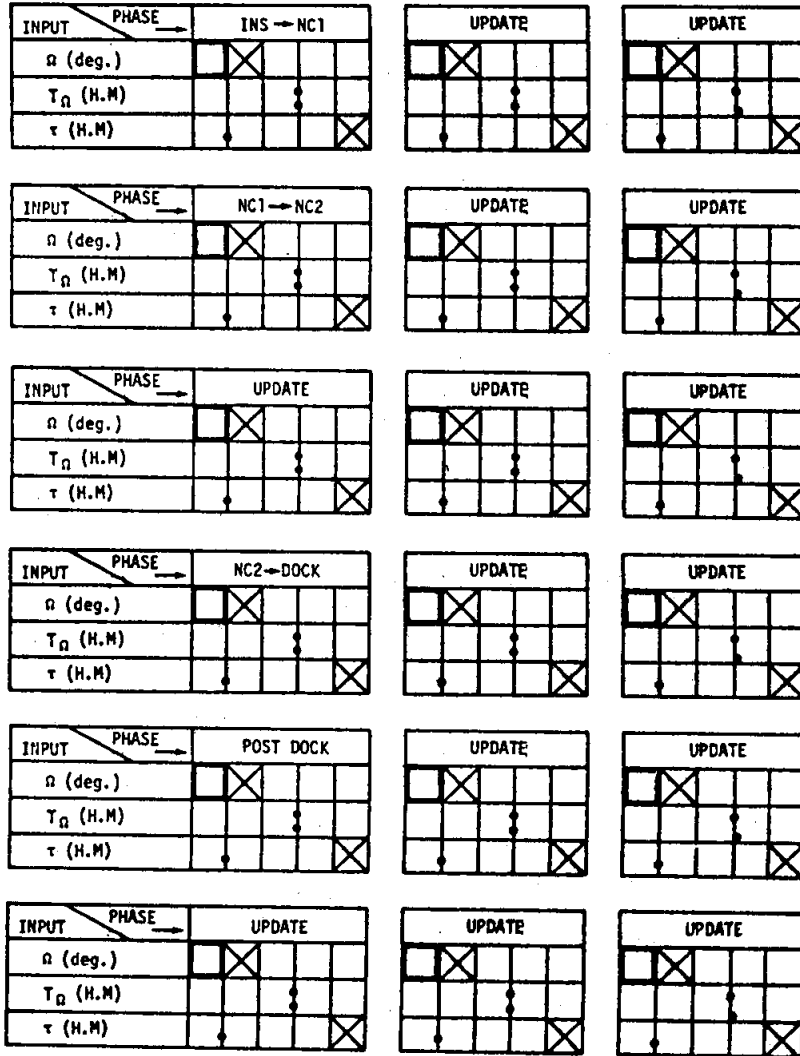 INPUT PHASE → INS → NC1 UPDATE UPDATE
Ω (deg.)
TΩ (H.M)
τ (H.M)
INPUT PHASE → NC1 → NC2 UPDATE UPDATE
Ω (deg.)
TΩ (H.M)
τ (H.M)
INPUT PHASE → UPDATE UPDATE UPDATE
Ω (deg.)
TΩ (H.M)
τ (H.M)
INPUT PHASE → NC2→DOCK UPDATE UPDATE
Ω (deg.)
TΩ (H.M)
τ (H.M)
INPUT PHASE → POST DOCK UPDATE UPDATE
Ω (deg.)
TΩ (H.M)
τ (H.M)
INPUT PHASE → UPDATE UPDATE UPDATE
Ω (deg.)
TΩ (H.M)
τ (H.M)